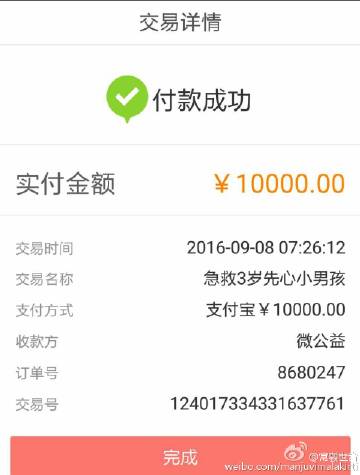 交易详情
付款成功
实付金额 ￥10000.00
交易时间 2016-09-08 07:26:12
交易名称 急救3岁先心小男孩
支付方式 支付宝￥10000.00
收款方 微公益
订单号 8680247
交易号 124017334331637761
完成
weibo.com/manjuvimalakirti